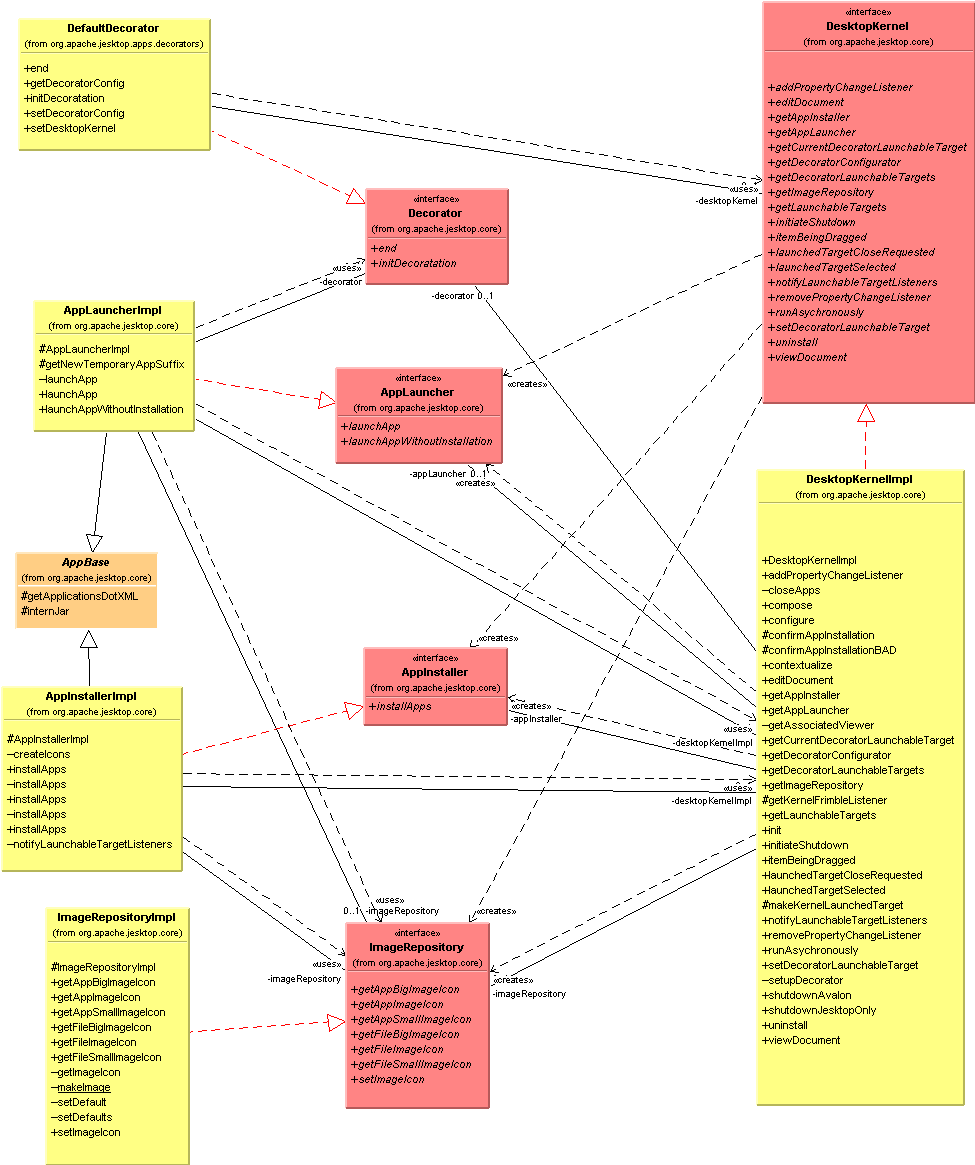 DefaultDecorator
(from org.apache.jesktop.apps.decorators)
+end
+getDecoratorConfig
+initDecoratation
+setDecoratorConfig
+setDesktopKernel
«interface»
DesktopKernel
(from org.apache.jesktop.core)
+addPropertyChangeListener
+editDocument
+getAppInstaller
+getAppLauncher
+getCurrentDecoratorLaunchableTarget
+getDecoratorConfigurator
+getDecoratorLaunchableTargets
+getImageRepository
+getLaunchableTargets
+initiateShutdown
+itemBeingDragged
+launchedTargetCloseRequested
+launchedTargetSelected
+notifyLaunchableTargetListeners
+removePropertyChangeListener
+runAsychronously
+setDecoratorLaunchableTarget
+uninstall
+viewDocument
«uses»
-desktopKernel
«interface»
Decorator
(from org.apache.jesktop.core)
+end
+initDecoratation
«uses»
-decorator
-decorator 0..1
AppLauncherImpl
(from org.apache.jesktop.core)
#AppLauncherImpl
#getNewTemporaryAppSuffix
–launchApp
+launchApp
+launchAppWithoutInstallation
«interface»
AppLauncher
(from org.apache.jesktop.core)
+launchApp
+launchAppWithoutInstallation
«creates»
-appLauncher 0..1
«creates»
DesktopKernelImpl
(from org.apache.jesktop.core)
+DesktopKernelImpl
+addPropertyChangeListener
–closeApps
+compose
+configure
#confirmAppInstallation
#confirmAppInstallationBAD
+contextualize
+editDocument
+getAppInstaller
+getAppLauncher
–getAssociatedViewer
+getCurrentDecoratorLaunchableTarget
+getDecoratorConfigurator
+getDecoratorLaunchableTargets
+getImageRepository
#getKernelFrimbleListener
+getLaunchableTargets
+init
+initiateShutdown
+itemBeingDragged
+launchedTargetCloseRequested
+launchedTargetSelected
#makeKernelLaunchedTarget
+notifyLaunchableTargetListeners
+removePropertyChangeListener
+runAsychronously
+setDecoratorLaunchableTarget
–setupDecorator
+shutdownAvalon
+shutdownJesktopOnly
+uninstall
+viewDocument
AppBase
(from org.apache.jesktop.core)
#getApplicationsDotXML
#internJar
«creates»
«interface»
AppInstaller
(from org.apache.jesktop.core)
+installApps
«creates»
-appInstaller
«uses»
-desktopKernelImpl
«uses»
-desktopKernelImpl
AppInstallerImpl
(from org.apache.jesktop.core)
#AppInstallerImpl
–createIcons
+installApps
–installApps
+installApps
–installApps
+installApps
–notifyLaunchableTargetListeners
«uses»
0..1 -imageRepository
«creates»
ImageRepositoryImpl
(from org.apache.jesktop.core)
#ImageRepositoryImpl
+getAppBigImageIcon
+getAppImageIcon
+getAppSmallImageIcon
+getFileBigImageIcon
+getFileImageIcon
+getFileSmallImageIcon
–getImageIcon
–makeImage
–setDefault
–setDefaults
+setImageIcon
«uses»
-imageRepository
«interface»
ImageRepository
(from org.apache.jesktop.core)
+getAppBigImageIcon
+getAppImageIcon
+getAppSmallImageIcon
+getFileBigImageIcon
+getFileImageIcon
+getFileSmallImageIcon
+setImageIcon
«creates»
-imageRepository